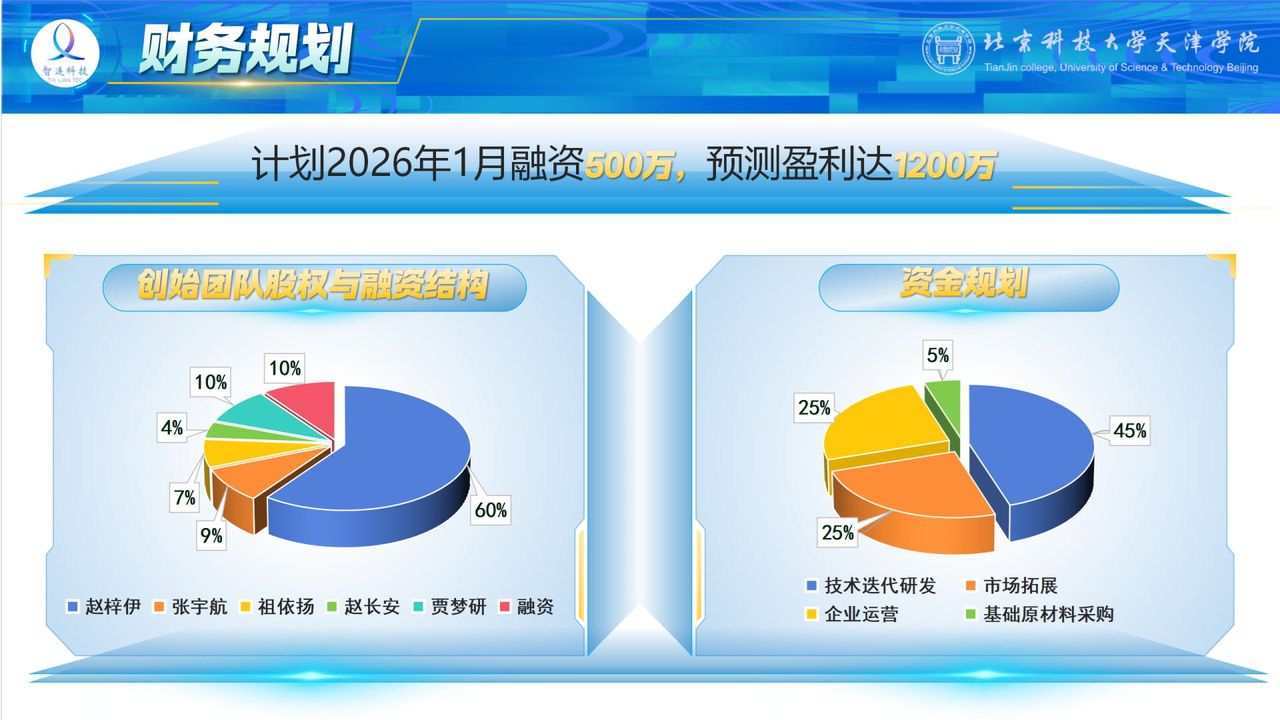 智连科技
ZHI LIAN TEC
财务规划
北京科技大学天津学院
TianJin college, University of Science & Technology Beijing
计划2026年1月融资500万，预测盈利达1200万
创始团队股权与融资结构
10%
10%
4%
7%
9%
60%
赵梓伊 张宇航 祖依扬 赵长安 贾梦研 融资
资金规划
5%
25%
45%
25%
技术迭代研发 市场拓展
企业运营 基础原材料采购